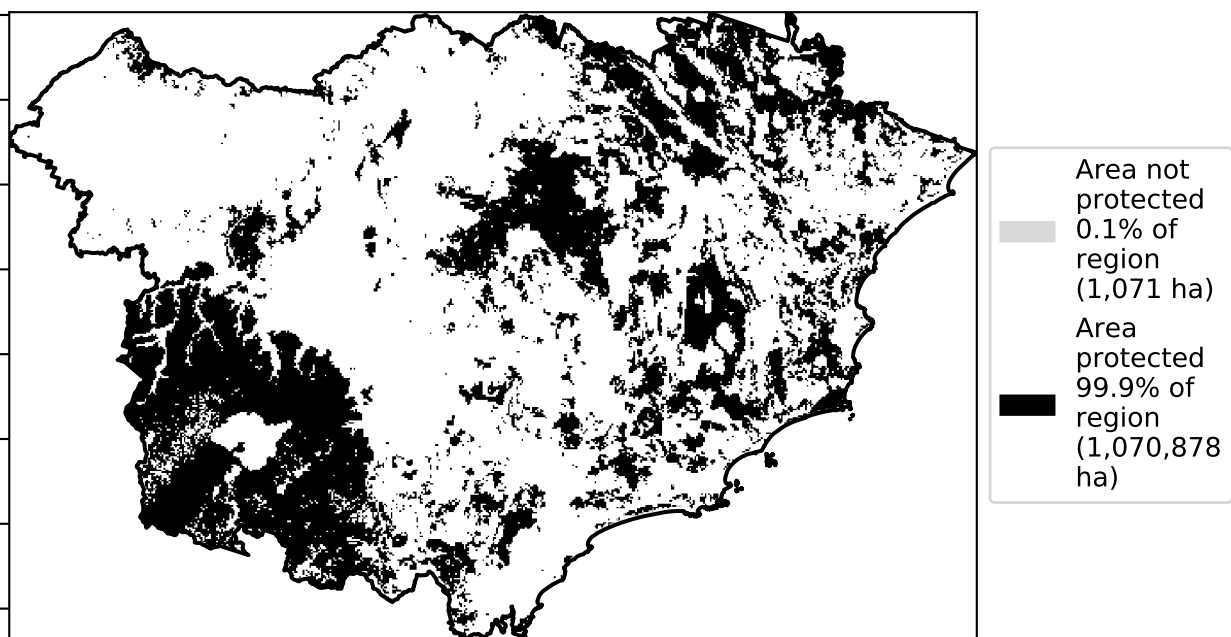 Area not
protected
0.1% of
region
(1,071 ha)
Area
protected
99.9% of
region
(1,070,878
ha)